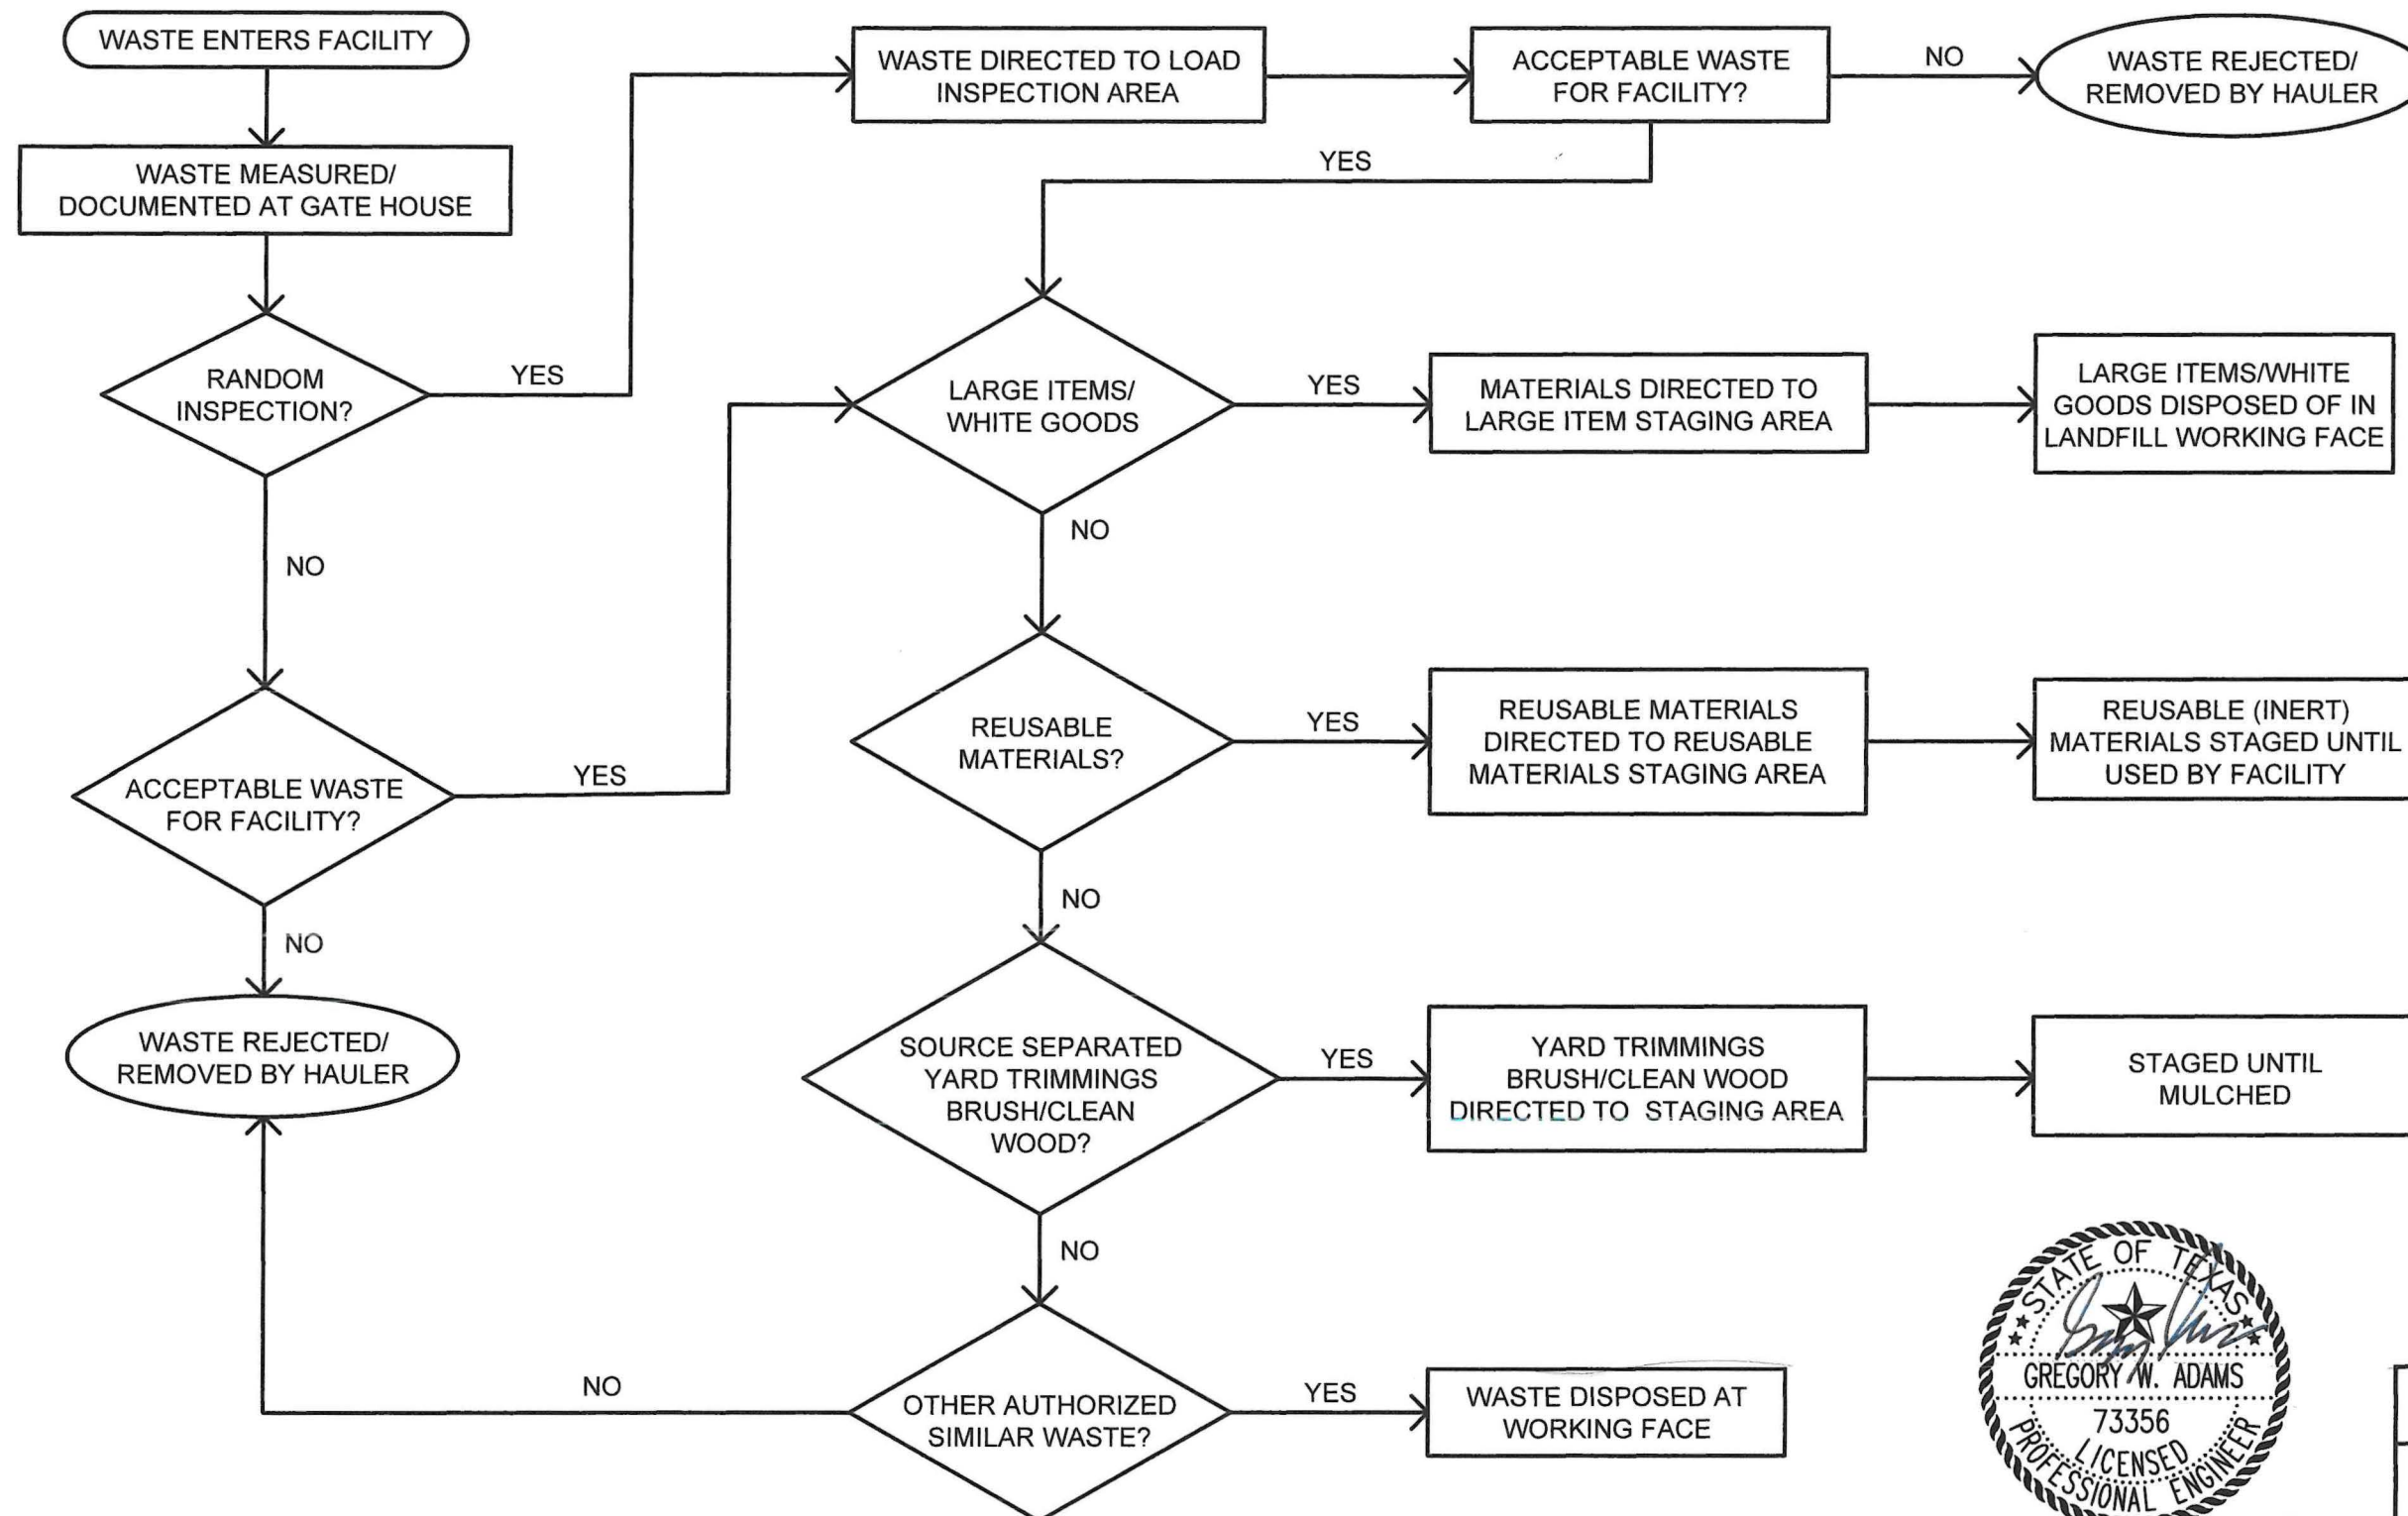 WASTE ENTERS FACILITY
WASTE MEASURED/
DOCUMENTED AT GATE HOUSE
RANDOM
INSPECTION?
YES
NO
WASTE DIRECTED TO LOAD
INSPECTION AREA
ACCEPTABLE WASTE
FOR FACILITY?
NO
WASTE REJECTED/
REMOVED BY HAULER
YES
ACCEPTABLE WASTE
FOR FACILITY?
YES
NO
WASTE REJECTED/
REMOVED BY HAULER
LARGE ITEMS/
WHITE GOODS
YES
MATERIALS DIRECTED TO
LARGE ITEM STAGING AREA
LARGE ITEMS/WHITE
GOODS DISPOSED OF IN
LANDFILL WORKING FACE
NO
REUSABLE
MATERIALS?
YES
REUSABLE MATERIALS
DIRECTED TO REUSABLE
MATERIALS STAGING AREA
REUSABLE (INERT)
MATERIALS STAGED UNTIL
USED BY FACILITY
NO
SOURCE SEPARATED
YARD TRIMMINGS
BRUSH/CLEAN
WOOD?
YES
YARD TRIMMINGS
BRUSH/CLEAN WOOD
DIRECTED TO STAGING AREA
STAGED UNTIL
MULCHED
NO
OTHER AUTHORIZED
SIMILAR WASTE?
NO
YES
WASTE DISPOSED AT
WORKING FACE
STATE OF TEXAS
GREGORY W. ADAMS
73356
LICENSED
PROFESSIONAL ENGINEER